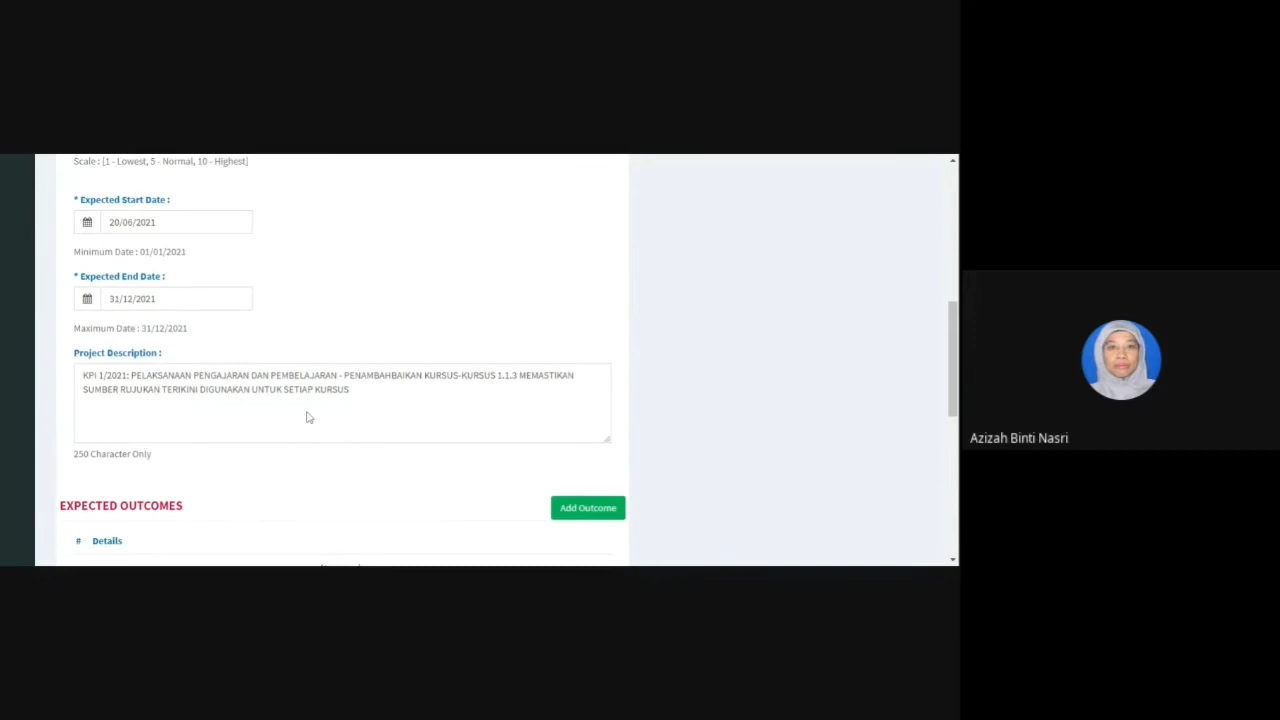 Scale : [1 - Lowest, 5 - Normal, 10 - Highest]
* Expected Start Date :
20/06/2021
Minimum Date : 01/01/2021
* Expected End Date :
31/12/2021
Maximum Date : 31/12/2021
Project Description :
KPI 1/2021: PELAKSANAAN PENGAJARAN DAN PEMBELAJARAN - PENAMBAHBAIKAN KURSUS-KURSUS 1.1.3 MEMASTIKAN
SUMBER RUJUKAN TERIKINI DIGUNAKAN UNTUK SETIAP KURSUS
250 Character Only
EXPECTED OUTCOMES
Add Outcome
# Details
Azizah Binti Nasri